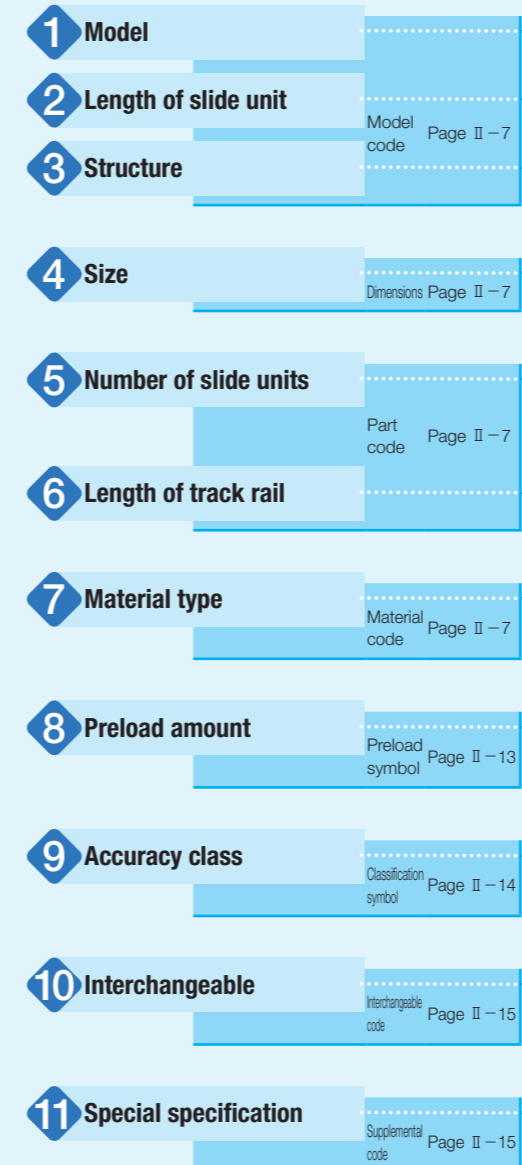 1 Model
2 Length of slide unit
Model
code Page Ⅱ-7
3 Structure
4 Size
Dimensions Page Ⅱ-7
5 Number of slide units
Part
code Page Ⅱ-7
6 Length of track rail
7 Material type
Material
code Page Ⅱ-7
8 Preload amount
Preload
symbol Page Ⅱ-13
9 Accuracy class
Classification
symbol Page Ⅱ-14
10 Interchangeable
Interchangeable
code Page Ⅱ-15
11 Special specification
Supplemental
code Page Ⅱ-15